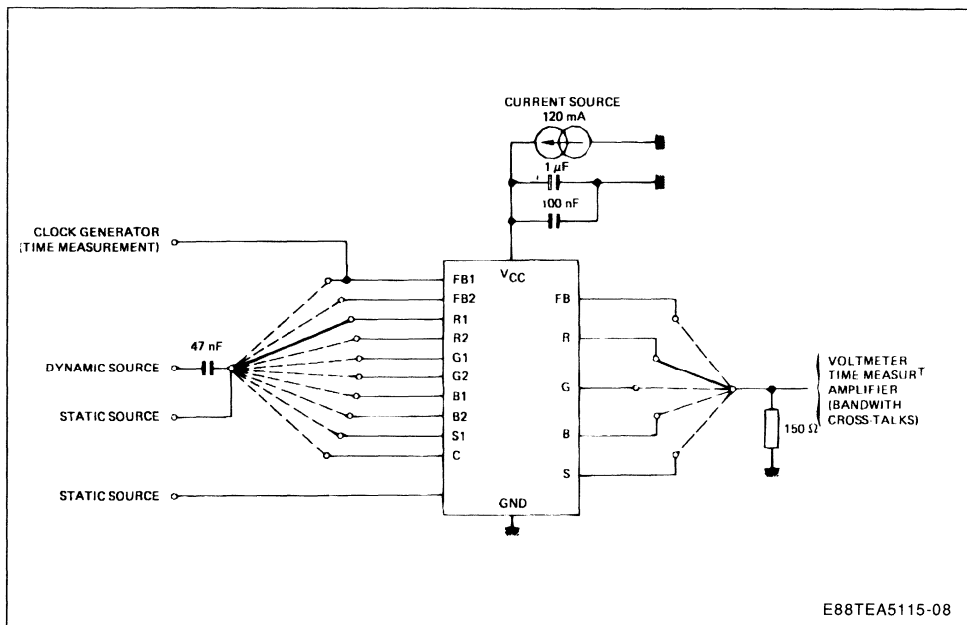 CURRENT SOURCE
120 mA
1 µF
100 nF
CLOCK GENERATOR
(TIME MEASUREMENT)
VCC
FB1
FB2
R1
R2
G1
G2
B1
B2
S1
C
FB
R
G
B
S
GND
47 nF
DYNAMIC SOURCE
STATIC SOURCE
STATIC SOURCE
150 Ω
VOLTMETER
TIME MEASURT
AMPLIFIER
(BANDWITH
CROSS-TALKS)
E88TEA5115-08